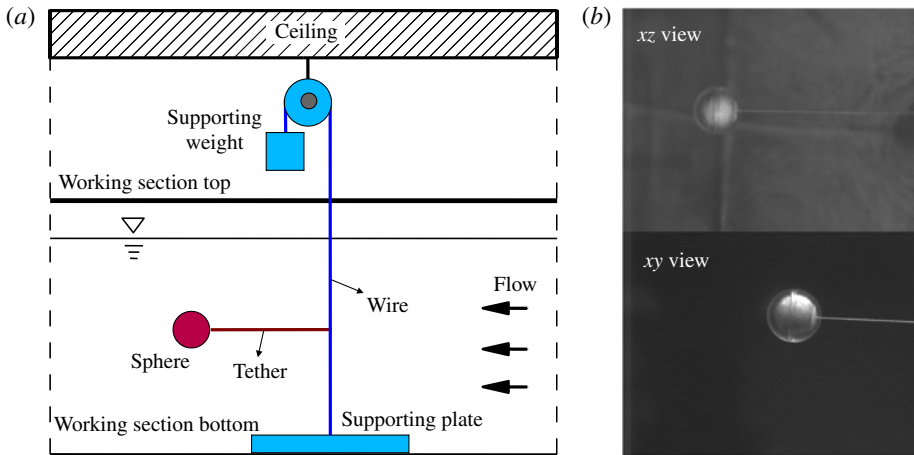 (a)
Ceiling
Supporting
weight
Working section top
Flow
Wire
Sphere
Tether
Working section bottom
Supporting plate
(b)
xz view
xy view